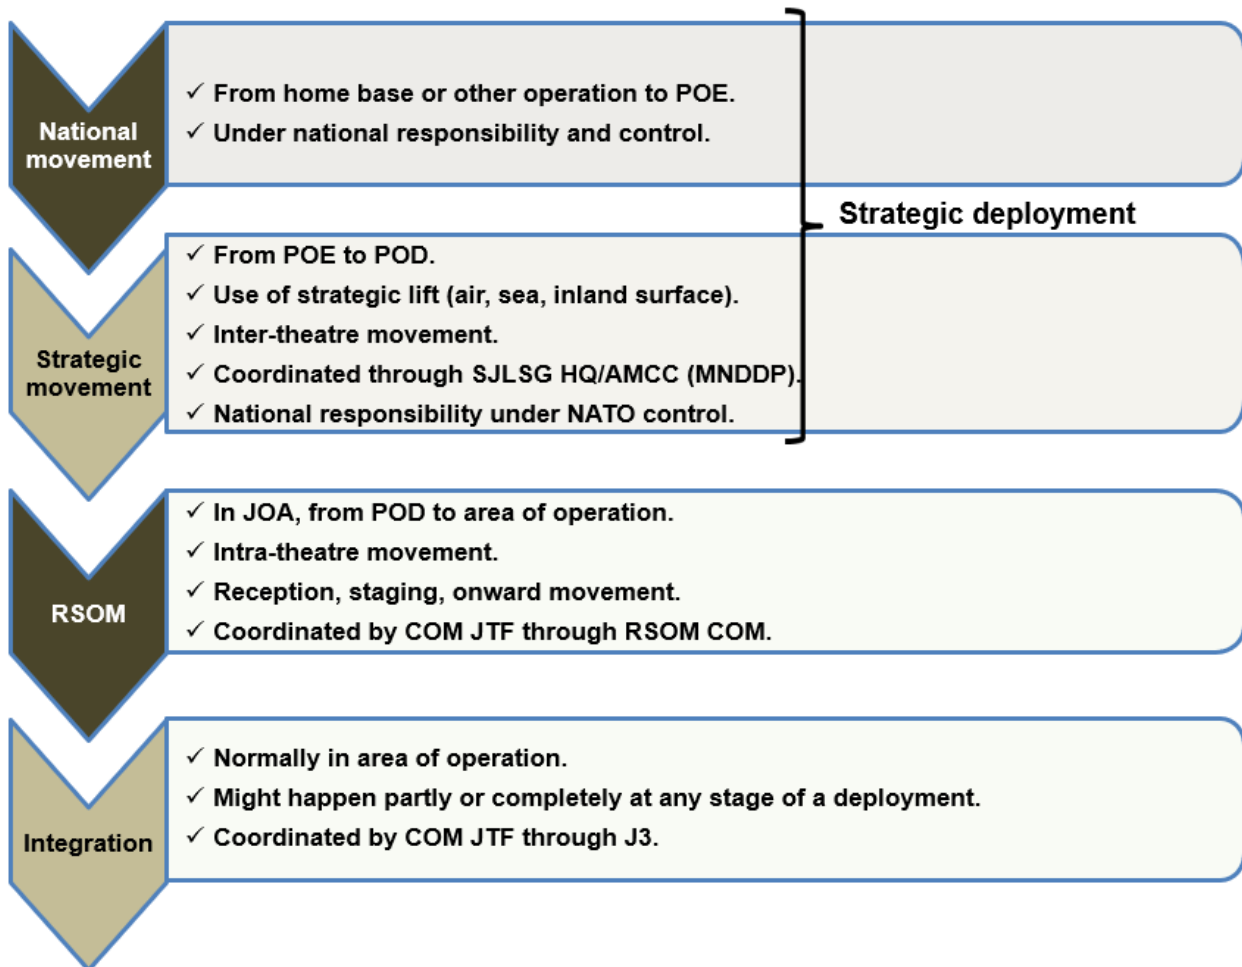 National
movement
✓ From home base or other operation to POE.
✓ Under national responsibility and control.
Strategic deployment
Strategic
movement
✓ From POE to POD.
✓ Use of strategic lift (air, sea, inland surface).
✓ Inter-theatre movement.
✓ Coordinated through SJLSG HQ/AMCC (MNDDP).
✓ National responsibility under NATO control.
RSOM
✓ In JOA, from POD to area of operation.
✓ Intra-theatre movement.
✓ Reception, staging, onward movement.
✓ Coordinated by COM JTF through RSOM COM.
Integration
✓ Normally in area of operation.
✓ Might happen partly or completely at any stage of a deployment.
✓ Coordinated by COM JTF through J3.